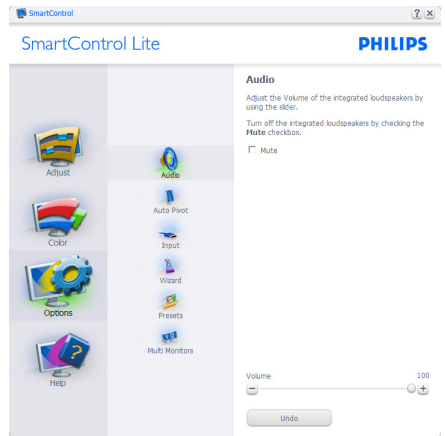 SmartControl
SmartControl Lite
PHILIPS
Adjust
Color
Options
Help
Audio
Auto Pivot
Input
Wizard
Presets
Multi Monitors
Audio
Adjust the Volume of the integrated loudspeakers by
using the slider.
Turn off the integrated loudspeakers by checking the
Mute checkbox.
Mute
Volume 100
Undo